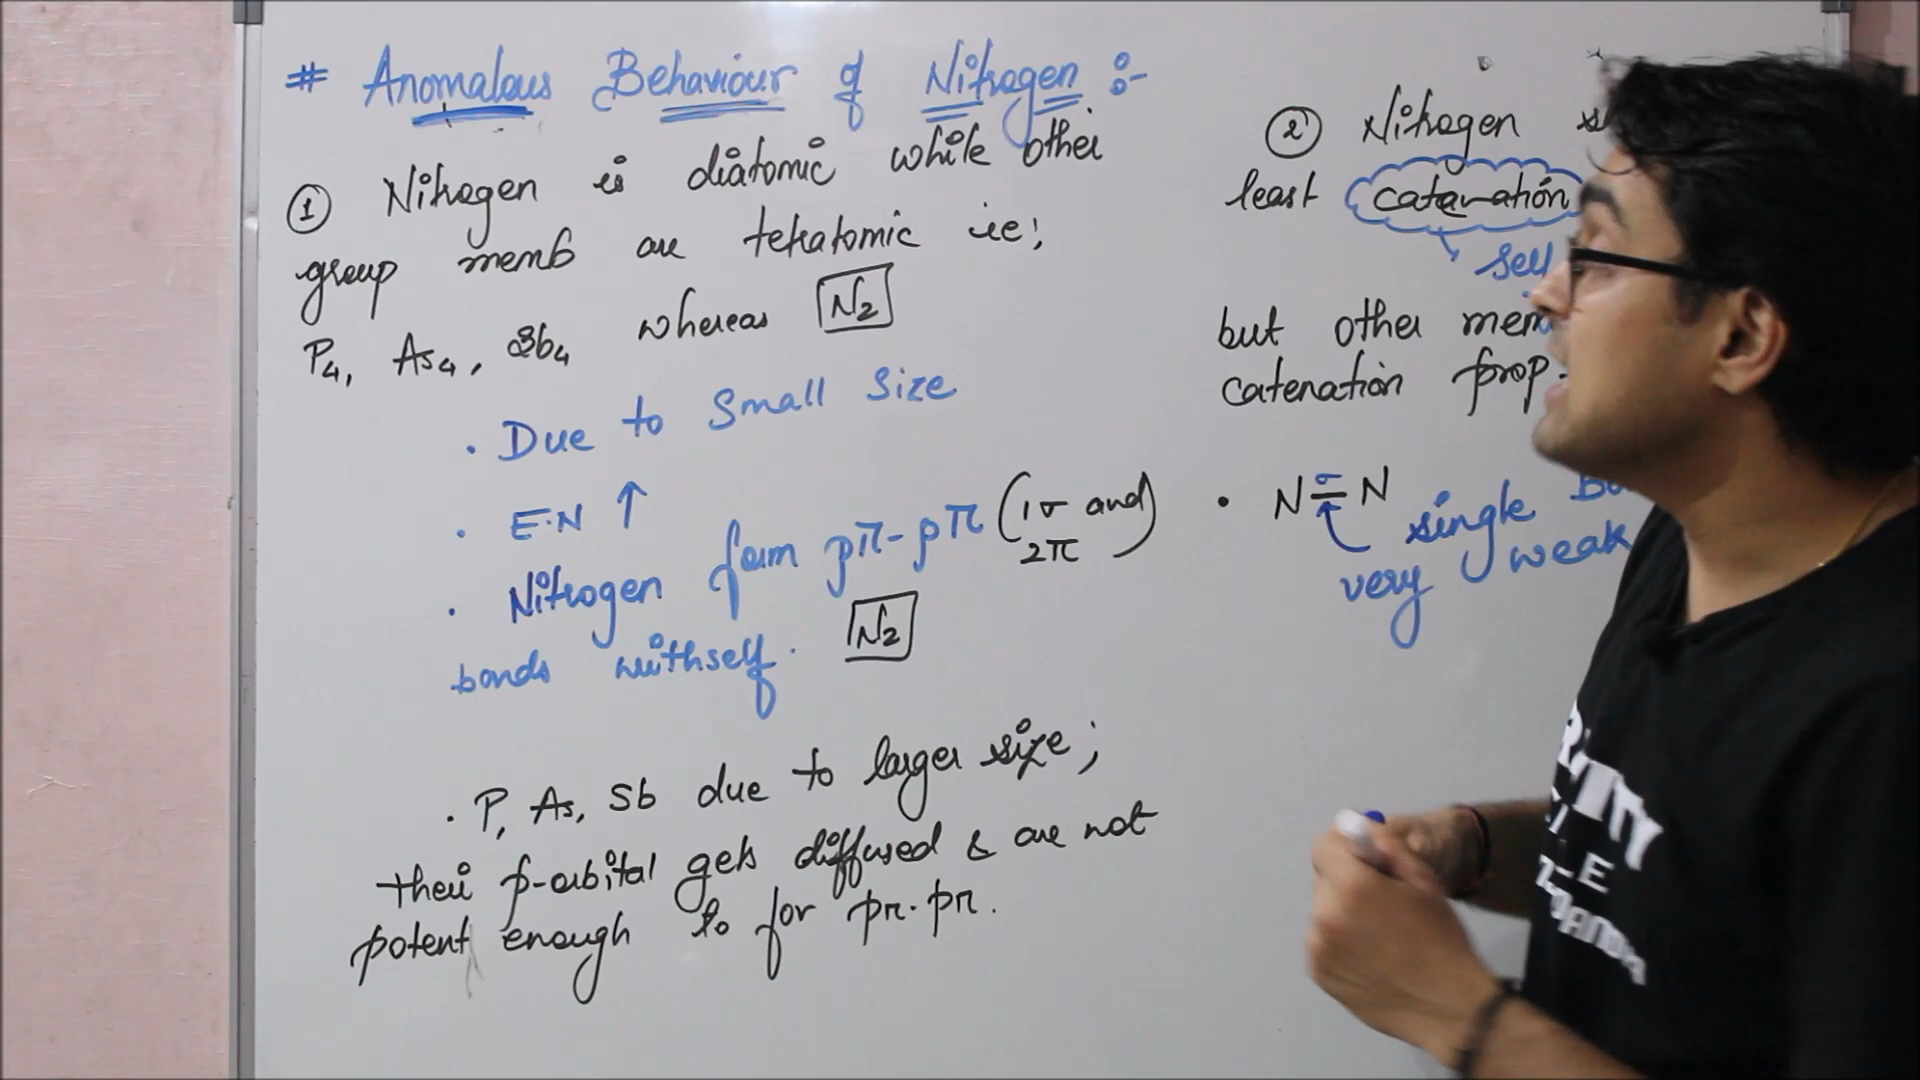 # Anomalous Behaviour of Nitrogen :-
① Nitrogen is diatomic while other
group memb are tetratomic ie;
P4, As4, Sb4 whereas N2
· Due to Small Size
· E.N ↑
· Nitrogen form pπ-pπ (1σ and 2π)
bonds withself. N2
· P, As, Sb due to larger size;
their p-orbital gets diffused & are not
potent enough to for pπ-pπ.
② Nitrogen
least catenation
self
but other mem
catenation prop.
· N-N
σ
single
very weak